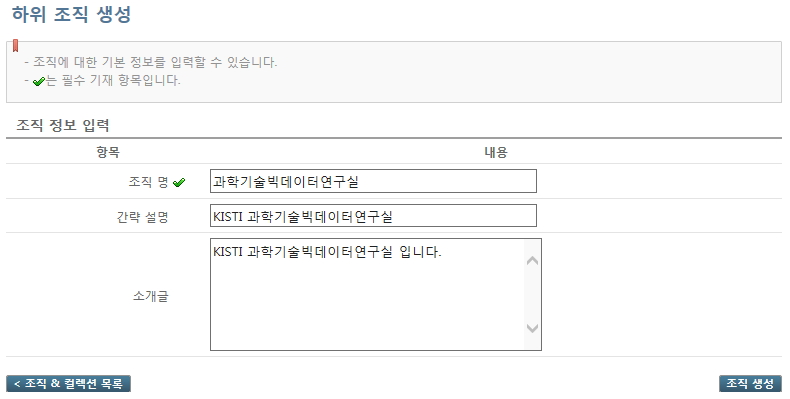 하위 조직 생성
- 조직에 대한 기본 정보를 입력할 수 있습니다.
- 는 필수 기재 항목입니다.
조직 정보 입력
항목 내용
조직 명 과학기술빅데이터연구실
간략 설명 KISTI 과학기술빅데이터연구실
소개글 KISTI 과학기술빅데이터연구실 입니다.
< 조직 & 컬렉션 목록 조직 생성